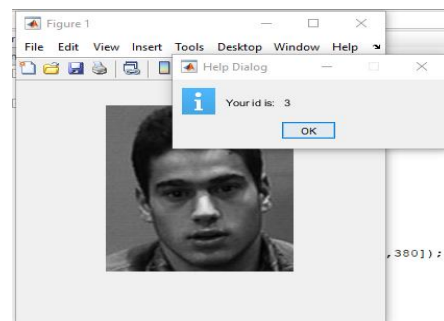 Figure 1
File Edit View Insert Tools Desktop Window Help
Help Dialog
Your id is: 3
OK
,380]);